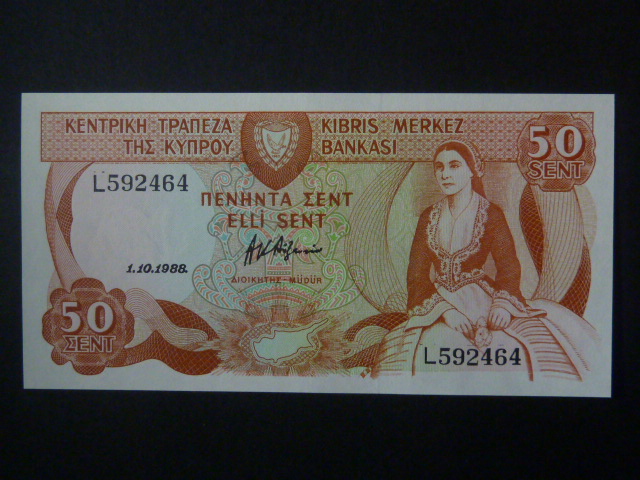 ΚΕΝΤΡΙΚΗ ΤΡΑΠΕΖΑ
ΤΗΣ ΚΥΠΡΟΥ
KIBRIS MERKEZ
BANKASI
50
SENT
L592464
ΠΕΝΗΝΤΑ ΣΕΝΤ
ELLİ SENT
1.10.1988.
ΔΙΟΙΚΗΤΗΣ - MÜDÜR
50
ΣΕΝΤ
L592464